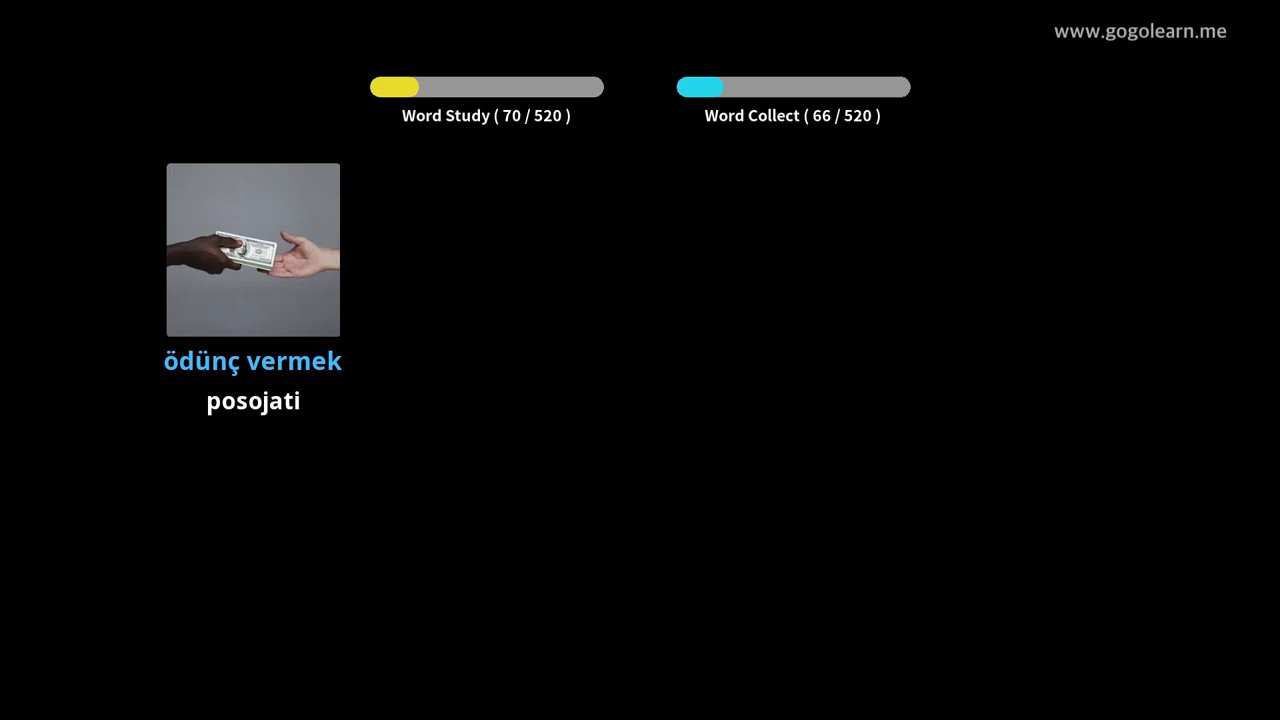 www.gogolearn.me
Word Study ( 70 / 520 )
Word Collect ( 66 / 520 )
ödünç vermek
posojati